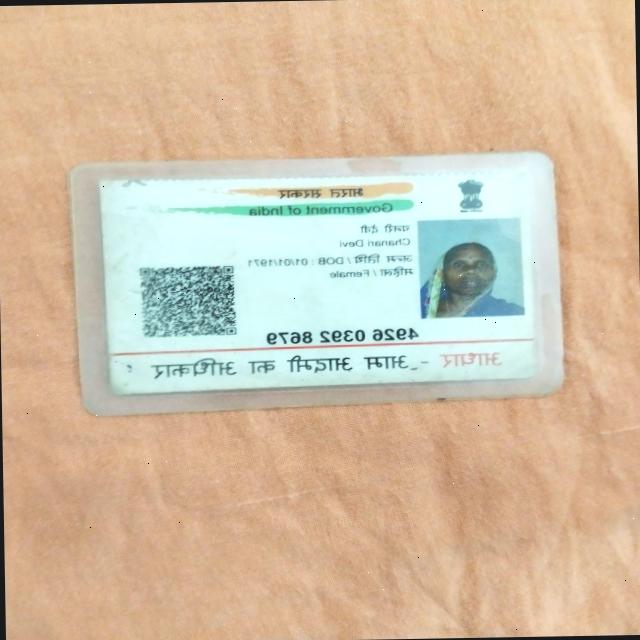 भारत सरकार
Government of India
चनारी देवी
Chanari Devi
जन्म तिथि / DOB : 01/01/1971
महिला / Female
4926 0392 8679
आधार - आम आदमी का अधिकार